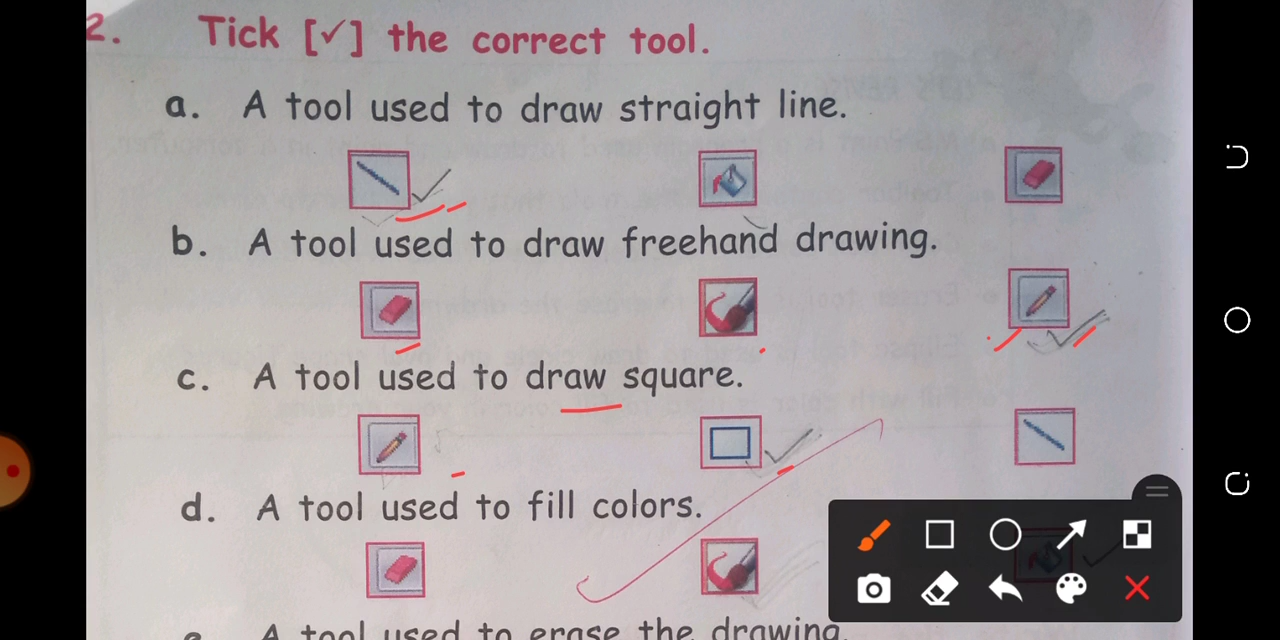 2. Tick [✓] the correct tool.
a. A tool used to draw straight line.
b. A tool used to draw freehand drawing.
c. A tool used to draw square.
d. A tool used to fill colors.
e. A tool used to erase the drawing.